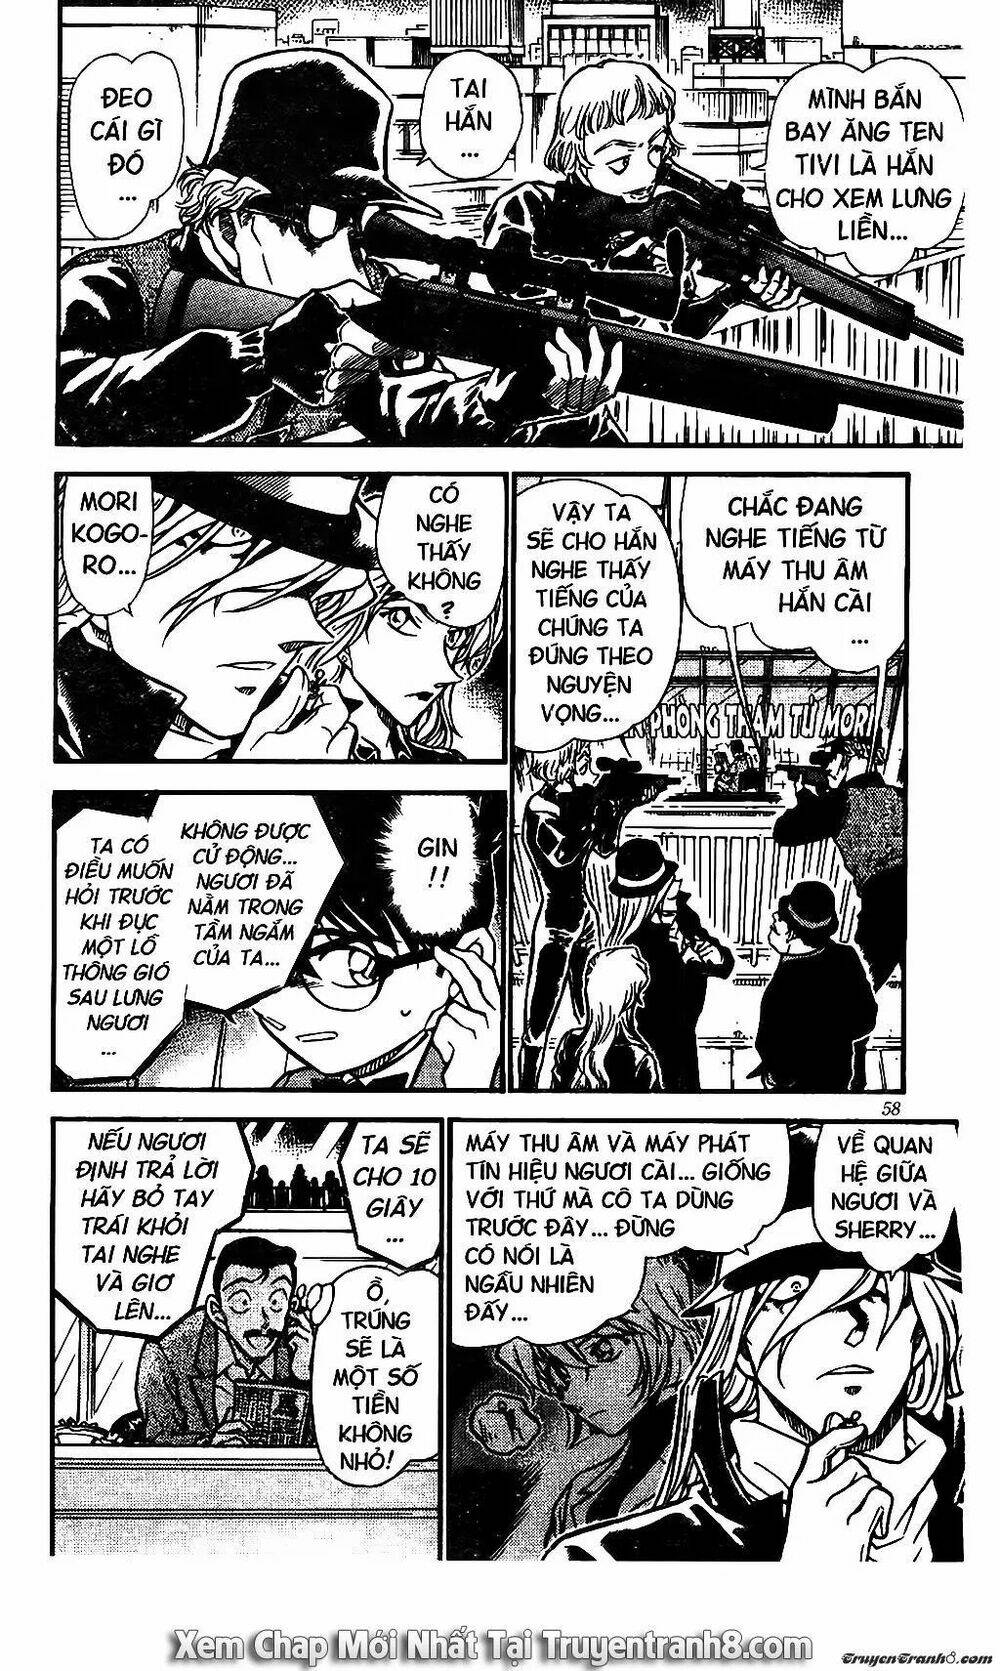 MÌNH BẮN
BAY ĂNG TEN
TIVI LÀ HẮN
CHO XEM LƯNG
LIỀN...
TAI
HẮN
...
ĐEO
CÁI GÌ
ĐÓ
...
CHẮC ĐANG
NGHE TIẾNG TỪ
MÁY THU ÂM
HẮN CÀI
...
VẬY TA
SẼ CHO HẮN
NGHE THẤY
TIẾNG CỦA
CHÚNG TA
ĐÚNG THEO
NGUYỆN
VỌNG...
PHÒNG THÁM TỬ MORI
CÓ
NGHE
THẤY
KHÔNG
?
MORI
KOGO-
RO...
GIN
!!
KHÔNG ĐƯỢC
CỬ ĐỘNG...
NGƯƠI ĐÃ
NẰM TRONG
TẦM NGẮM
CỦA TA...
TA CÓ
ĐIỀU MUỐN
HỎI TRƯỚC
KHI ĐỤC
MỘT LỖ
THÔNG GIÓ
SAU LƯNG
NGƯƠI
...
58
VỀ QUAN
HỆ GIỮA
NGƯƠI VÀ
SHERRY...
MÁY THU ÂM VÀ MÁY PHÁT
TÍN HIỆU NGƯƠI CÀI... GIỐNG
VỚI THỨ MÀ CÔ TA DÙNG
TRƯỚC ĐÂY... ĐỪNG
CÓ NÓI LÀ
NGẪU NHIÊN
ĐẤY...
TA SẼ
CHO 10
GIÂY
...
NẾU NGƯƠI
ĐỊNH TRẢ LỜI
HÃY BỎ TAY
TRÁI KHỎI
TAI NGHE
VÀ GIƠ
LÊN...
Ồ,
TRÚNG
SẼ LÀ
MỘT SỐ
TIỀN
KHÔNG
NHỎ!
Xem Chap Mới Nhất Tại Truyentranh8.com
TruyenTranh8.com